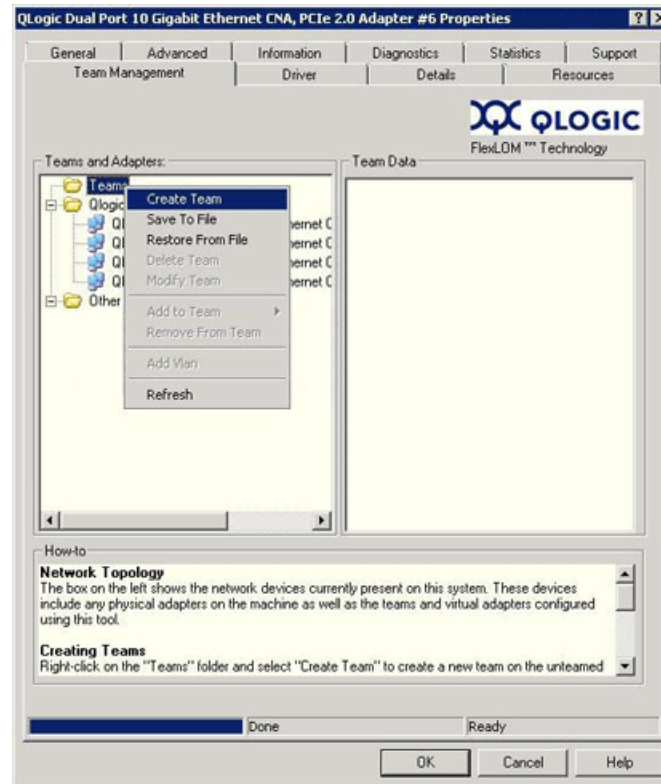 QLogic Dual Port 10 Gigabit Ethernet CNA, PCIe 2.0 Adapter #6 Properties
General Advanced Information Diagnostics Statistics Support
Team Management Driver Details Resources
QLOGIC
FlexLOM ™ Technology
Teams and Adapters:
Team Data
Teams
Qlogic
Other
ernet C
ernet C
ernet C
ernet C
Create Team
Save To File
Restore From File
Delete Team
Modify Team
Add to Team
Remove From Team
Add Vlan
Refresh
How-to
Network Topology
The box on the left shows the network devices currently present on this system. These devices
include any physical adapters on the machine as well as the teams and virtual adapters configured
using this tool.
Creating Teams
Right-click on the "Teams" folder and select "Create Team" to create a new team on the unteamed
Done
Ready
OK Cancel Help